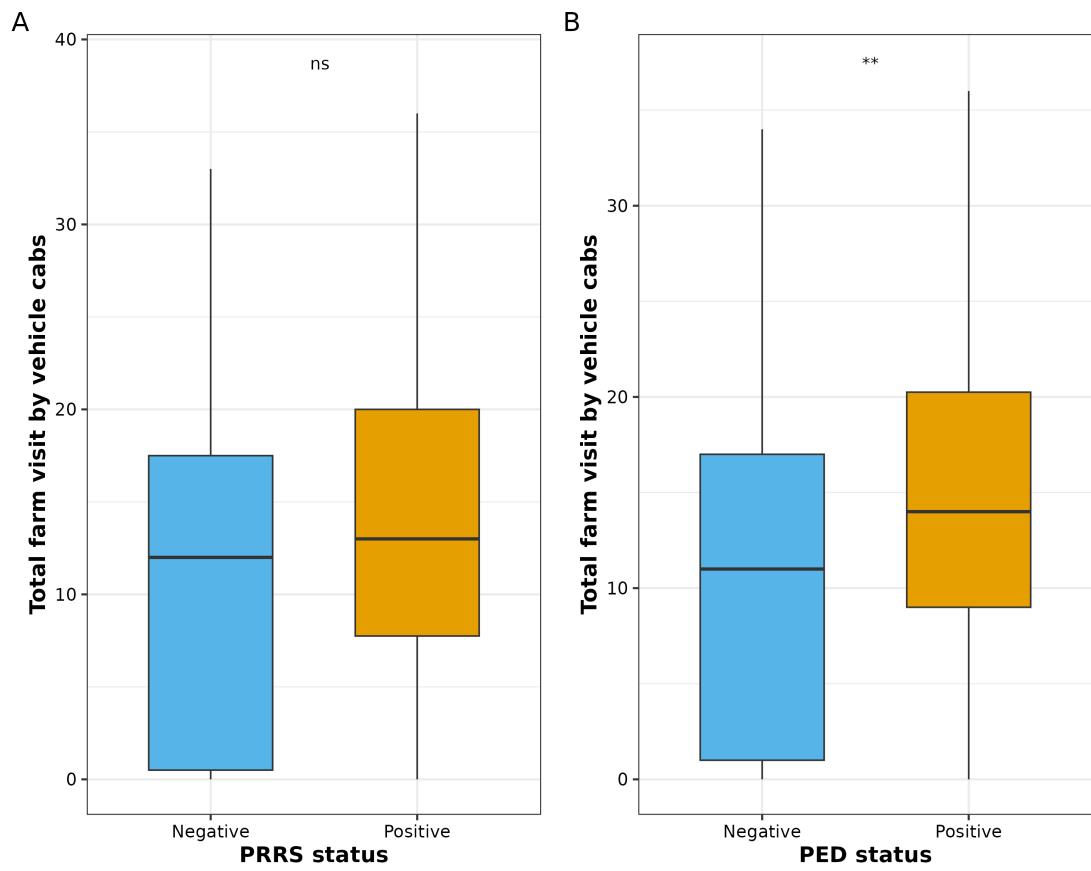 A
Total farm visit by vehicle cabs
40
30
20
10
0
ns
Negative
Positive
PRRS status
B
Total farm visit by vehicle cabs
30
20
10
0
**
Negative
Positive
PED status